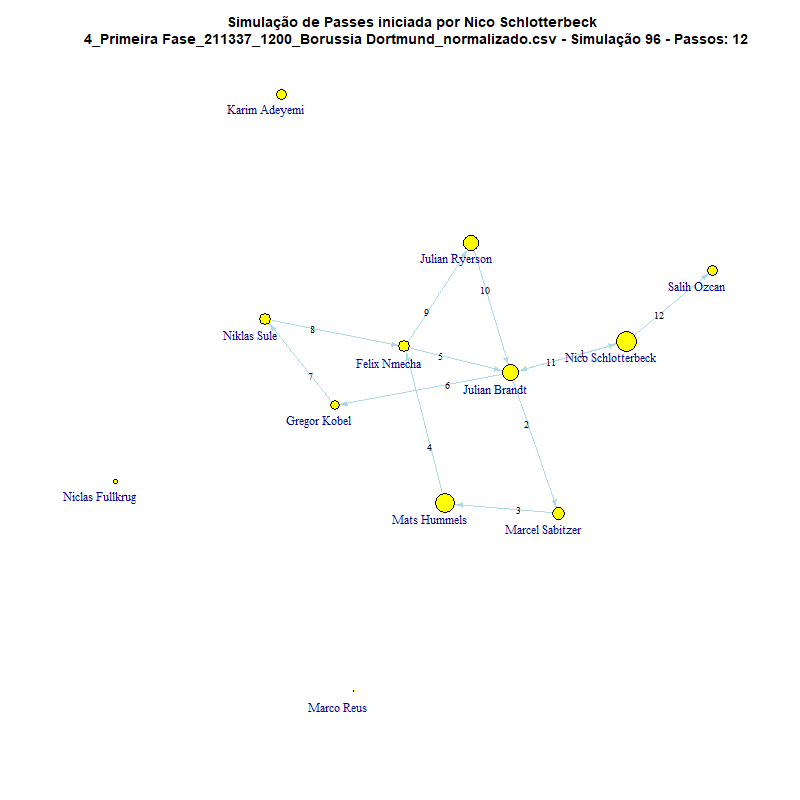 Simulação de Passes iniciada por Nico Schlotterbeck
4_Primeira Fase_211337_1200_Borussia Dortmund_normalizado.csv - Simulação 96 - Passos: 12
Karim Adeyemi
Julian Ryerson
Salih Ozcan
10
9
12
Niklas Sule
8
Felix Nmecha
5
1
11
Nico Schlotterbeck
7
6
Julian Brandt
Gregor Kobel
2
4
Niclas Fullkrug
3
Mats Hummels
Marcel Sabitzer
Marco Reus